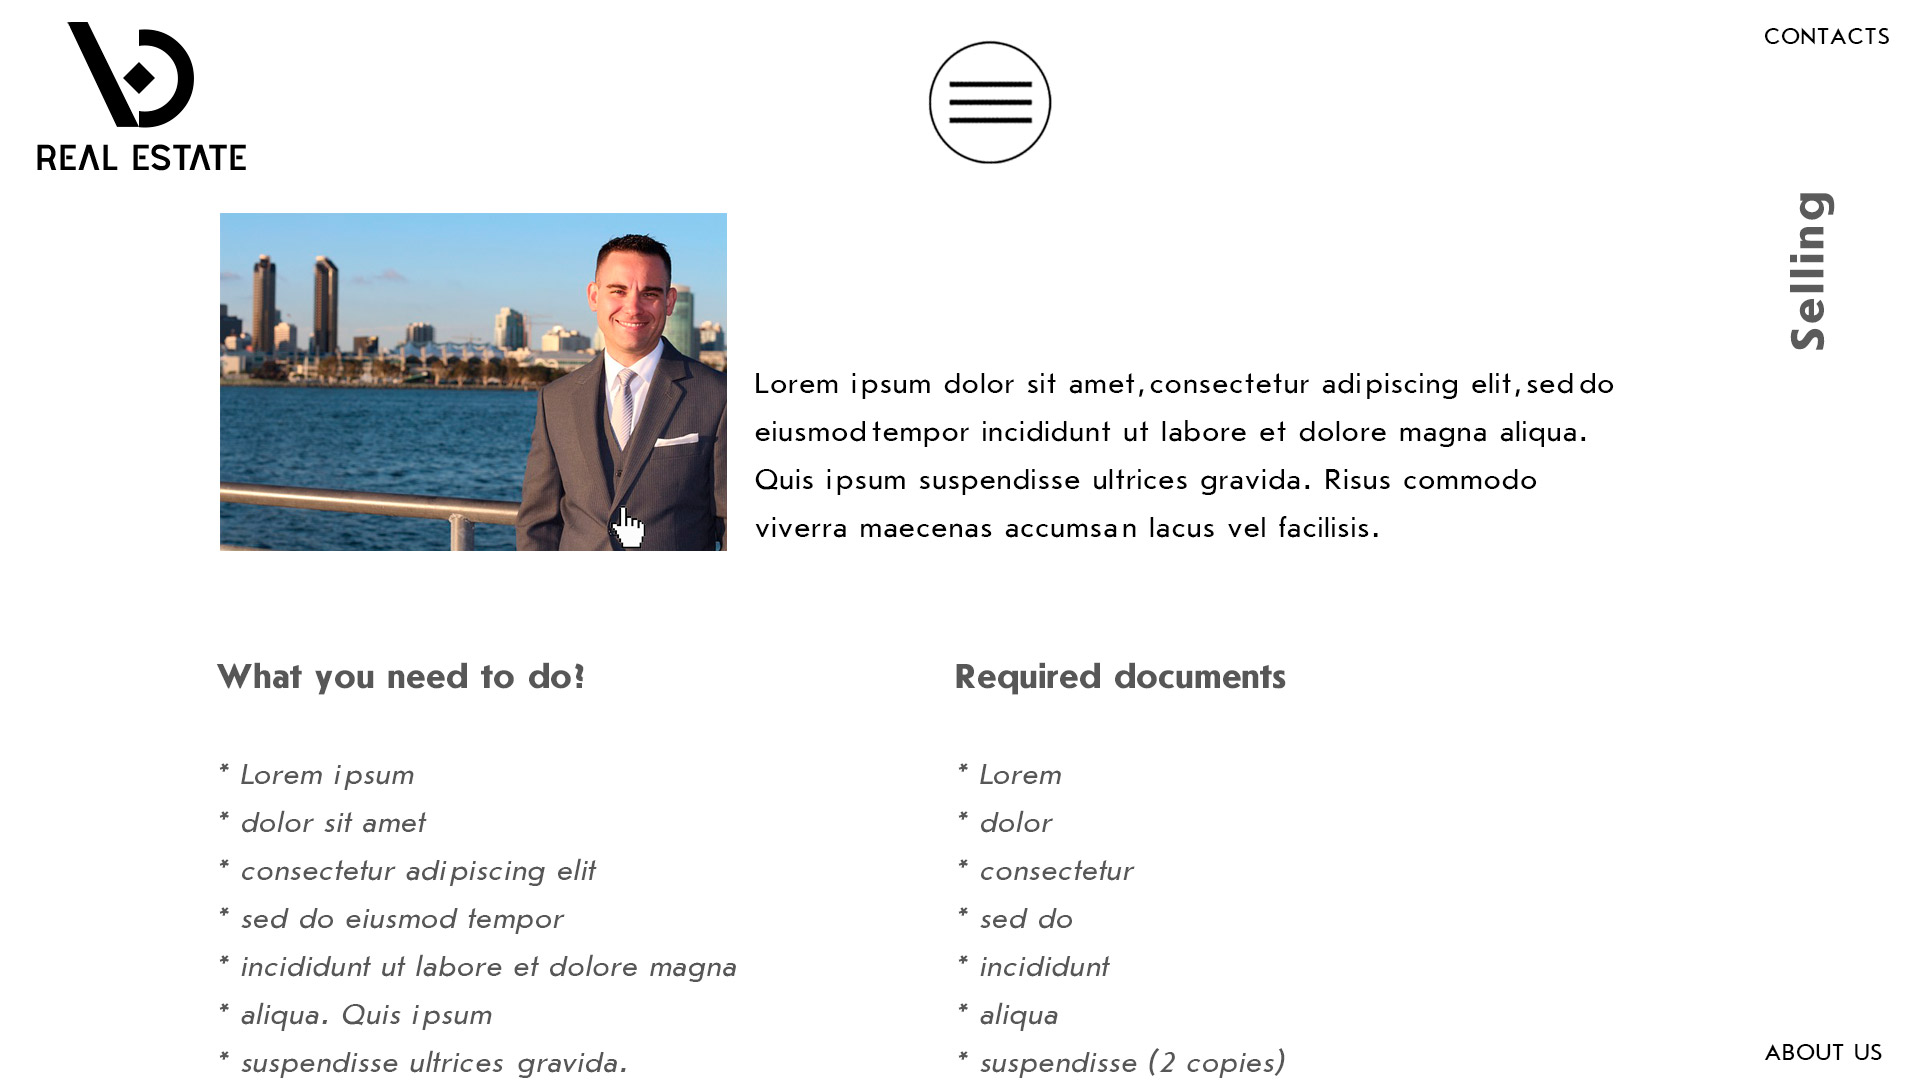 REAL ESTATE
CONTACTS
Selling
Lorem ipsum dolor sit amet, consectetur adipiscing elit, sed do
eiusmod tempor incididunt ut labore et dolore magna aliqua.
Quis ipsum suspendisse ultrices gravida. Risus commodo
viverra maecenas accumsan lacus vel facilisis.
What you need to do?
* Lorem ipsum
* dolor sit amet
* consectetur adipiscing elit
* sed do eiusmod tempor
* incididunt ut labore et dolore magna
* aliqua. Quis ipsum
* suspendisse ultrices gravida.
Required documents
* Lorem
* dolor
* consectetur
* sed do
* incididunt
* aliqua
* suspendisse (2 copies)
ABOUT US